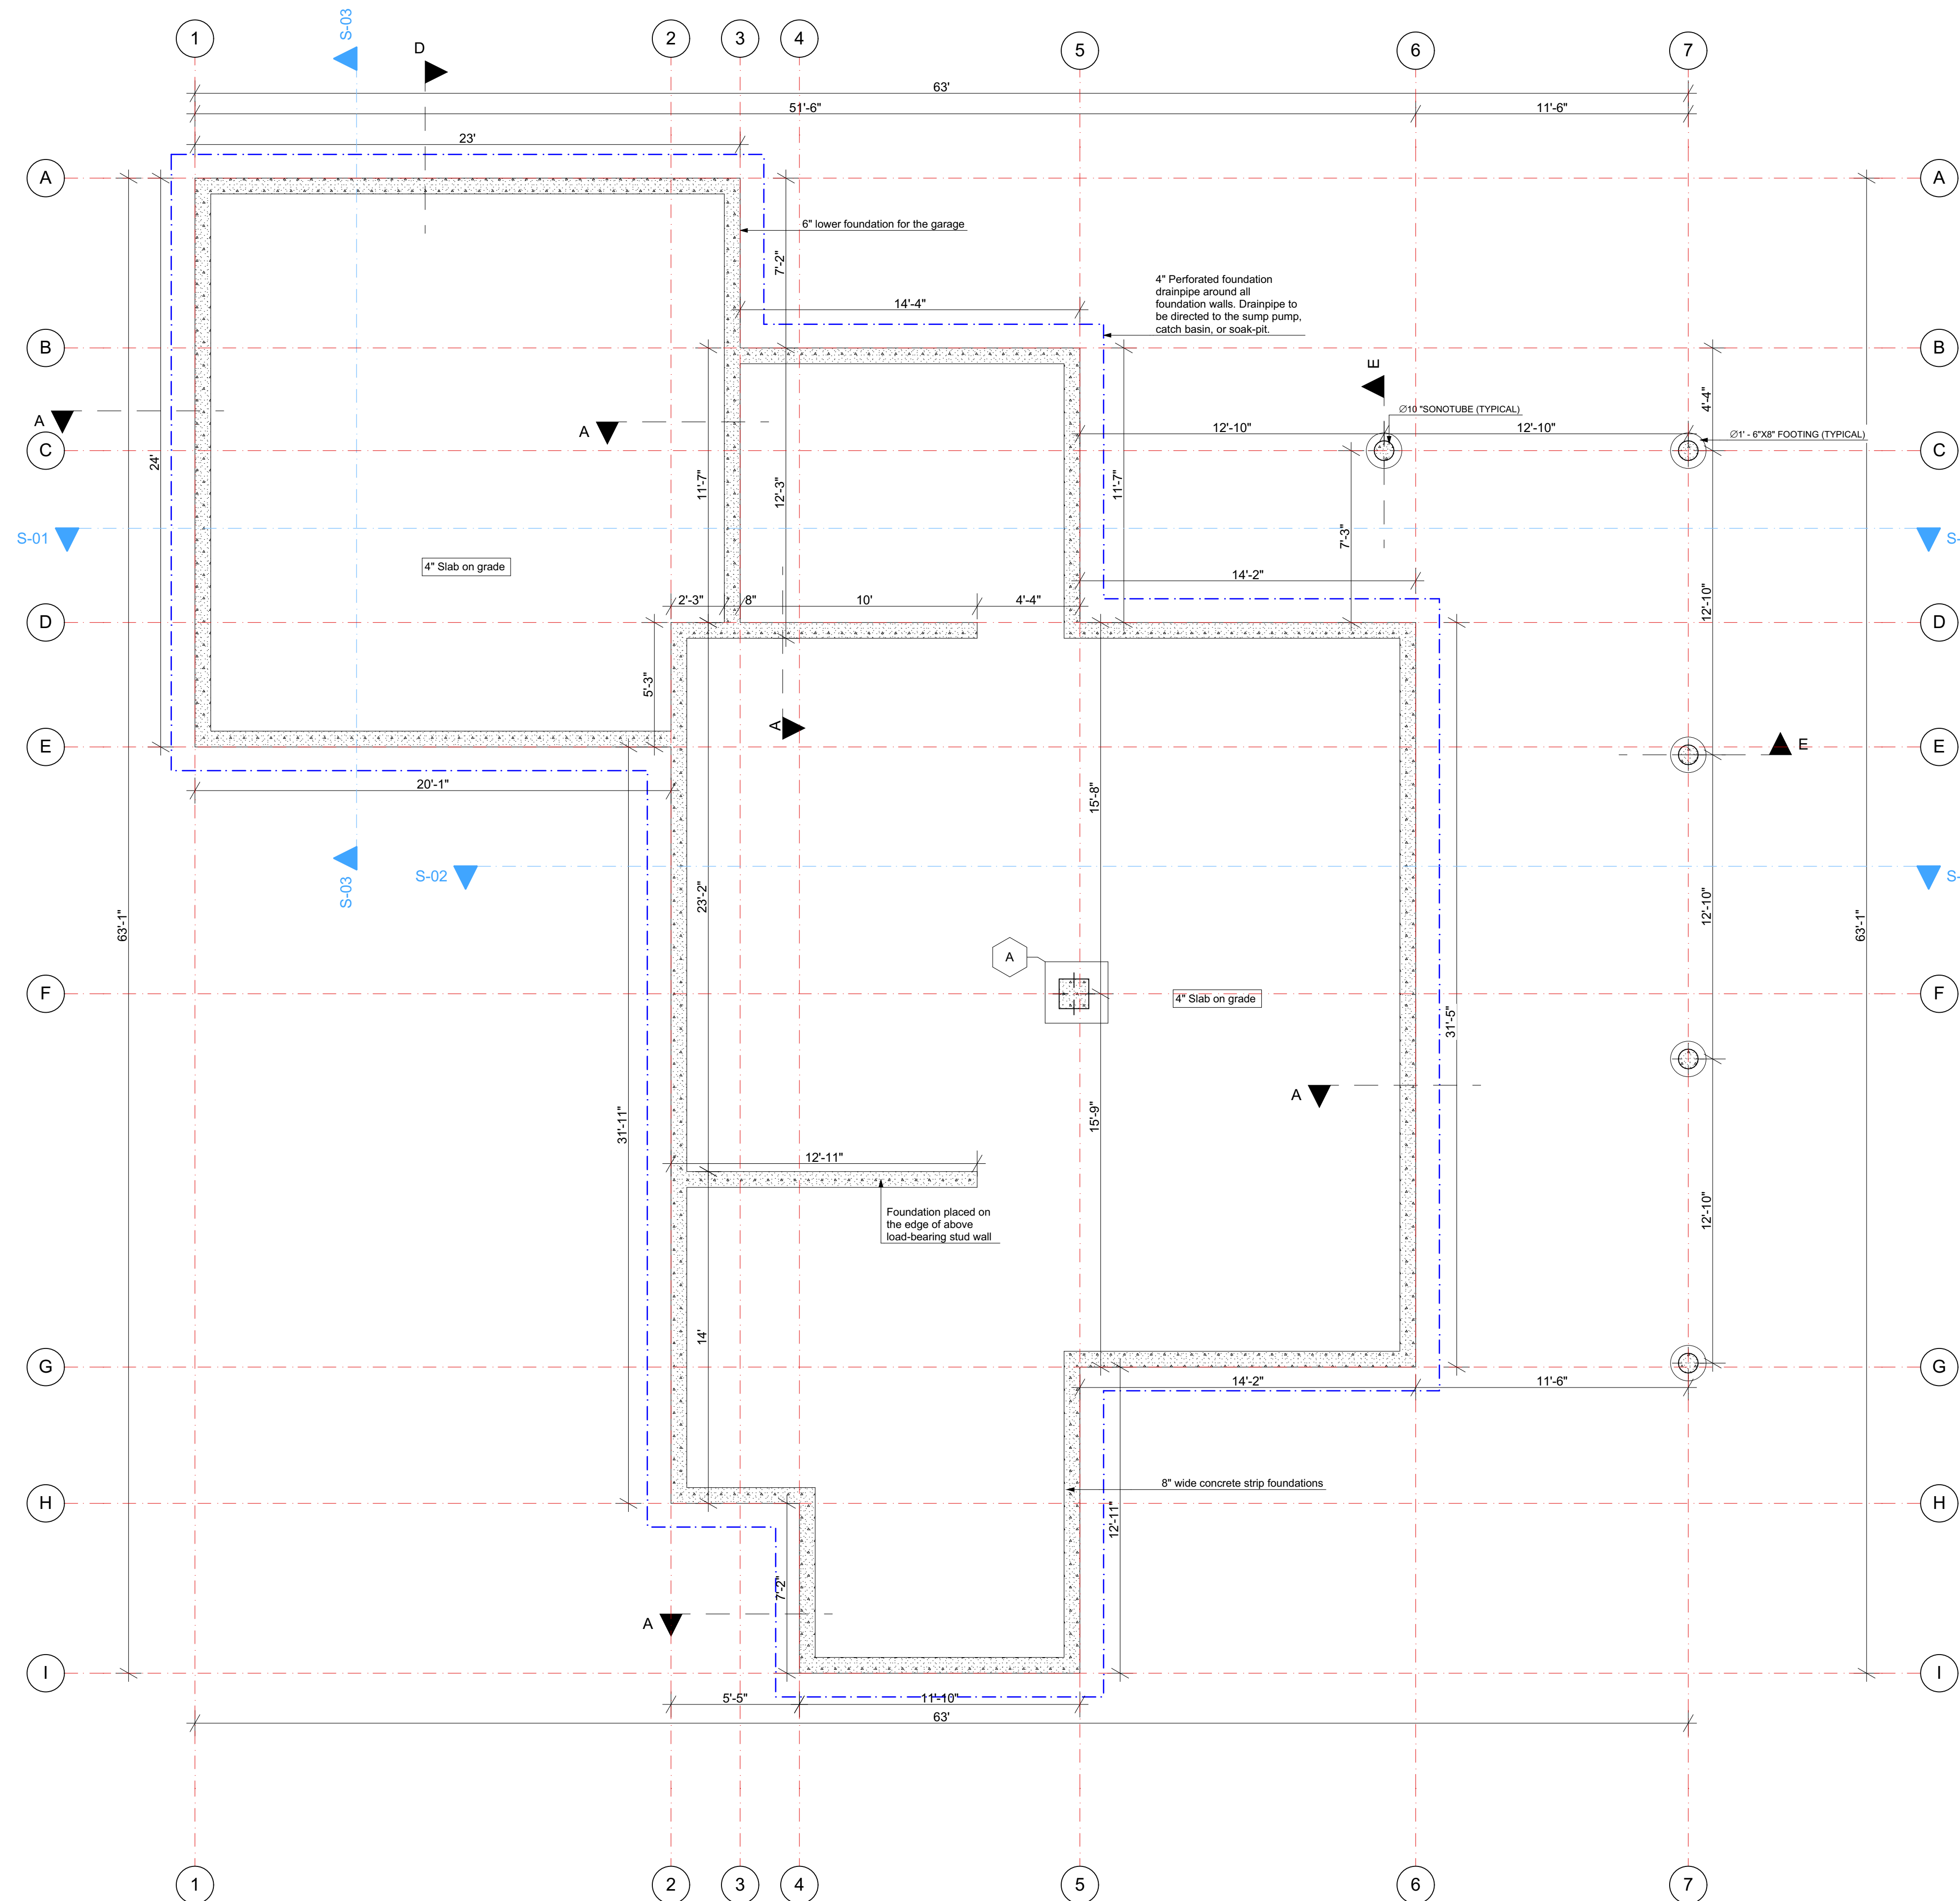 S-03
1
2
3
4
5
6
7
D
63'
51'-6"
11'-6"
23'
A
A
6" lower foundation for the garage
7'-2"
4" Perforated foundation
drainpipe around all
foundation walls. Drainpipe to
be directed to the sump pump,
catch basin, or soak-pit.
14'-4"
B
B
E
4'-4"
A
A
Ø10 "SONOTUBE (TYPICAL)
12'-10"
12'-10"
Ø1' - 6"X8" FOOTING (TYPICAL)
C
C
24'
11'-7"
12'-3"
11'-7"
7'-3"
S-01
S-
4" Slab on grade
14'-2"
2'-3"
8"
10'
4'-4"
12'-10"
D
D
5'-3"
A
E
E
E
20'-1"
15'-8"
S-03
S-02
S-
63'-1"
23'-2"
12'-10"
63'-1"
A
F
4" Slab on grade
F
31'-5"
31'-11"
A
15'-9"
12'-11"
12'-10"
Foundation placed on
the edge of above
load-bearing stud wall
14'
G
G
14'-2"
11'-6"
8" wide concrete strip foundations
H
H
12'-11"
7'-2"
A
I
I
5'-5"
11'-10"
63'
1
2
3
4
5
6
7